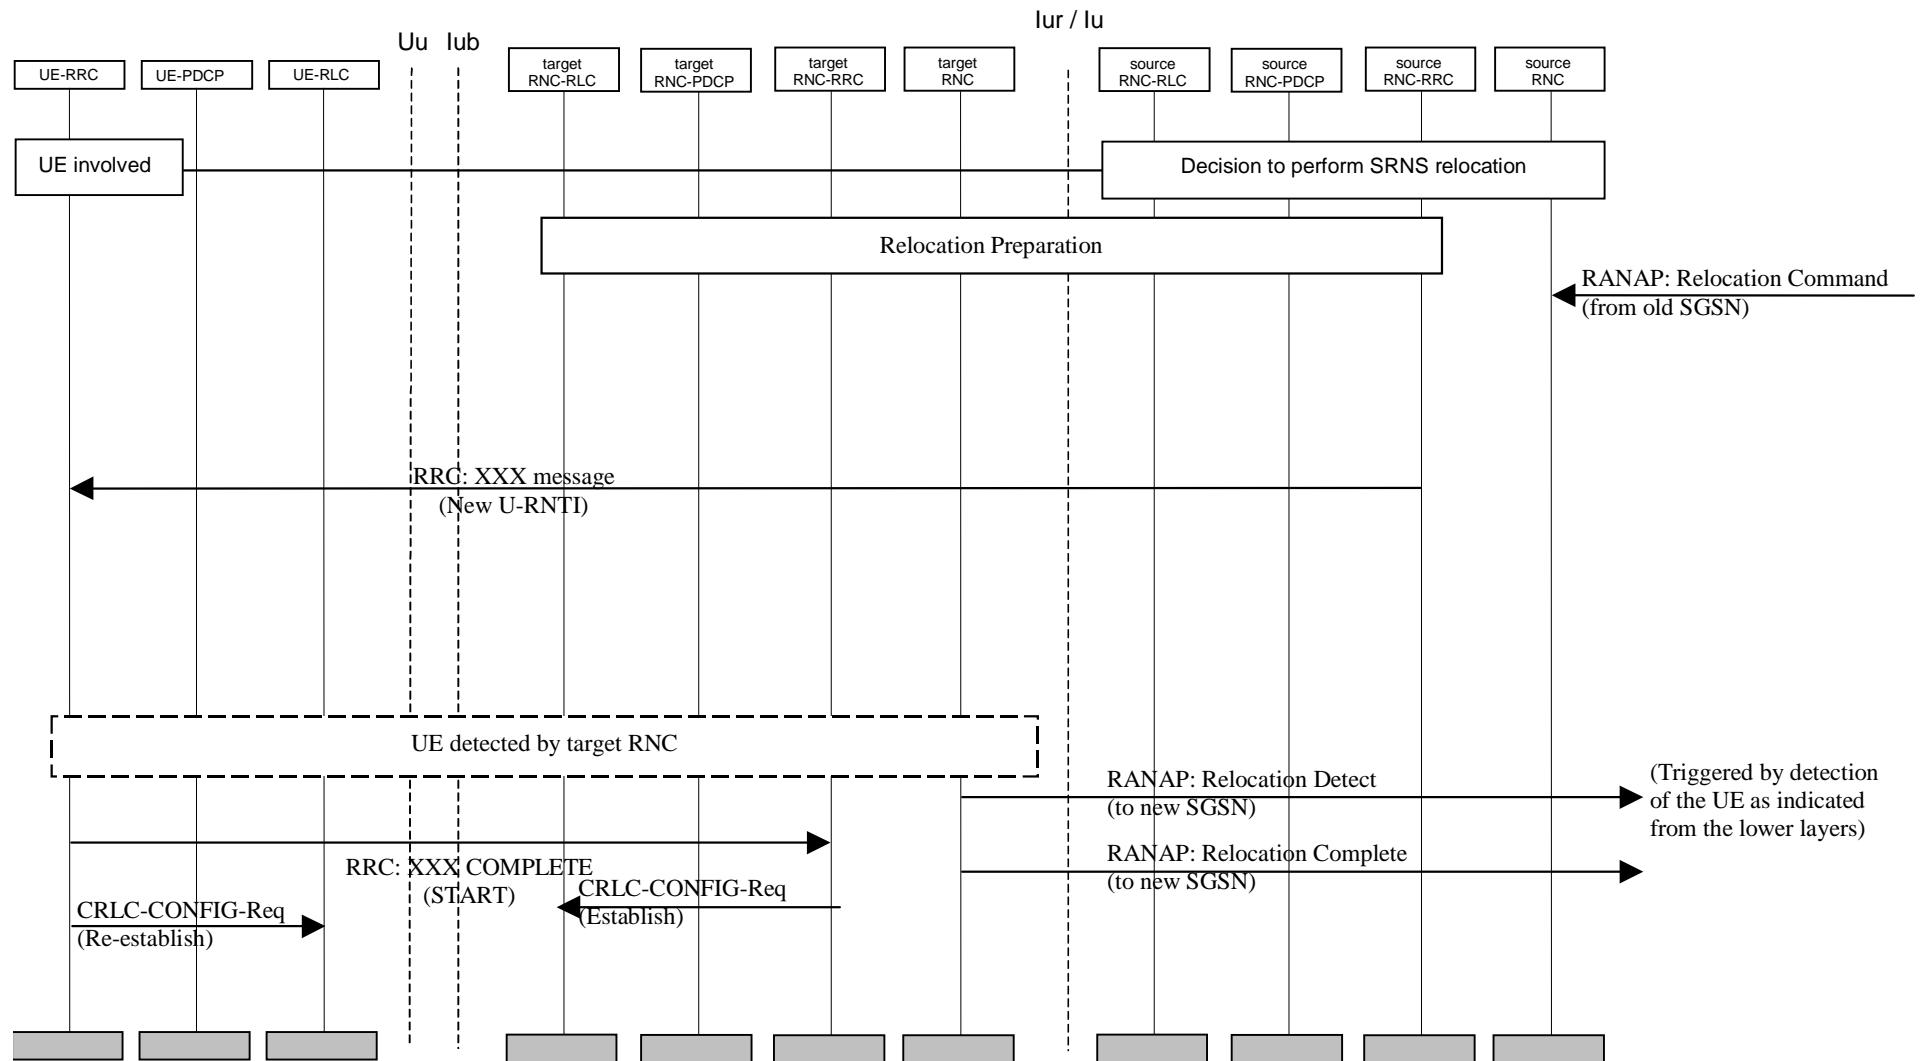 Iur / Iu
Uu
Iub
UE-RRC
UE-PDCP
UE-RLC
target
RNC-RLC
target
RNC-PDCP
target
RNC-RRC
target
RNC
source
RNC-RLC
source
RNC-PDCP
source
RNC-RRC
source
RNC
UE involved
Decision to perform SRNS relocation
Relocation Preparation
RANAP: Relocation Command
(from old SGSN)
RRC: XXX message
(New U-RNTI)
UE detected by target RNC
RANAP: Relocation Detect
(to new SGSN)
(Triggered by detection
of the UE as indicated
from the lower layers)
RRC: XXX COMPLETE
(START)
RANAP: Relocation Complete
(to new SGSN)
CRLC-CONFIG-Req
(Establish)
CRLC-CONFIG-Req
(Re-establish)